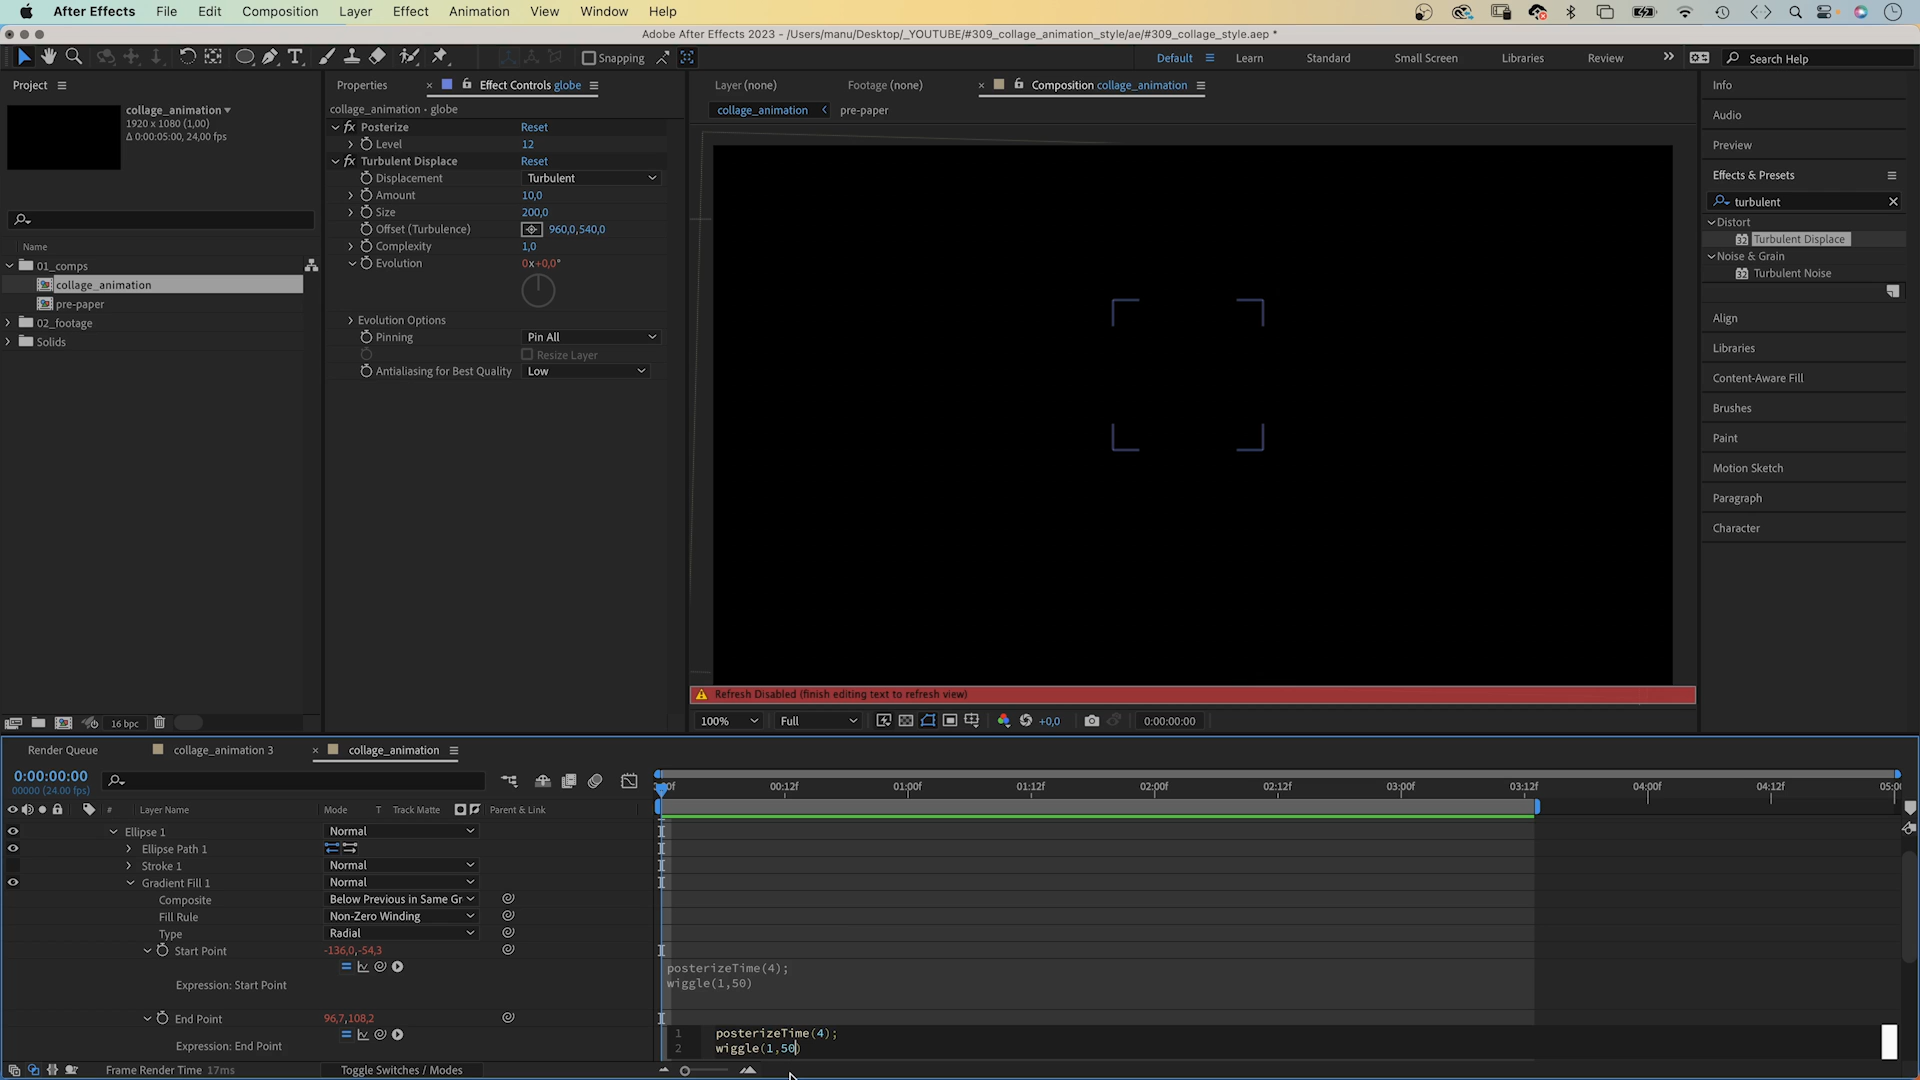 After Effects File Edit Composition Layer Effect Animation View Window Help
Adobe After Effects 2023 - /Users/manu/Desktop/_YOUTUBE/#309_collage_animation_style/ae/#309_collage_style.aep *
Snapping Default Learn Standard Small Screen Libraries Review Search Help
Project Properties Effect Controls globe Layer (none) Footage (none) Composition collage_animation Info
collage_animation
1920 x 1080 (1,00)
Δ 0:00:05:00, 24,00 fps
Name
01_comps
collage_animation
pre-paper
02_footage
Solids
16 bpc
collage_animation • globe
Posterize Reset
Level 12
Turbulent Displace Reset
Displacement Turbulent
Amount 10,0
Size 200,0
Offset (Turbulence) 960,0,540,0
Complexity 1,0
Evolution 0x+0,0°
Evolution Options
Pinning Pin All
Resize Layer
Antialiasing for Best Quality Low
collage_animation pre-paper
Refresh Disabled (finish editing text to refresh view)
100% Full +0,0 0:00:00:00
Audio
Preview
Effects & Presets
turbulent
Distort
Turbulent Displace
Noise & Grain
Turbulent Noise
Align
Libraries
Content-Aware Fill
Brushes
Paint
Motion Sketch
Paragraph
Character
Render Queue collage_animation 3 collage_animation
0:00:00:00
00000 (24.00 fps)
00:12f 01:00f 01:12f 02:00f 02:12f 03:00f 03:12f 04:00f 04:12f
# Layer Name Mode T Track Matte Parent & Link
Ellipse 1 Normal
Ellipse Path 1
Stroke 1 Normal
Gradient Fill 1 Normal
Composite Below Previous in Same Gr
Fill Rule Non-Zero Winding
Type Radial
Start Point -136,0,-54,3
posterizeTime(4);
wiggle(1,50)
Expression: Start Point
End Point 96,7,108,2
1 posterizeTime(4);
2 wiggle(1,50)
Expression: End Point
Frame Render Time 17ms Toggle Switches / Modes